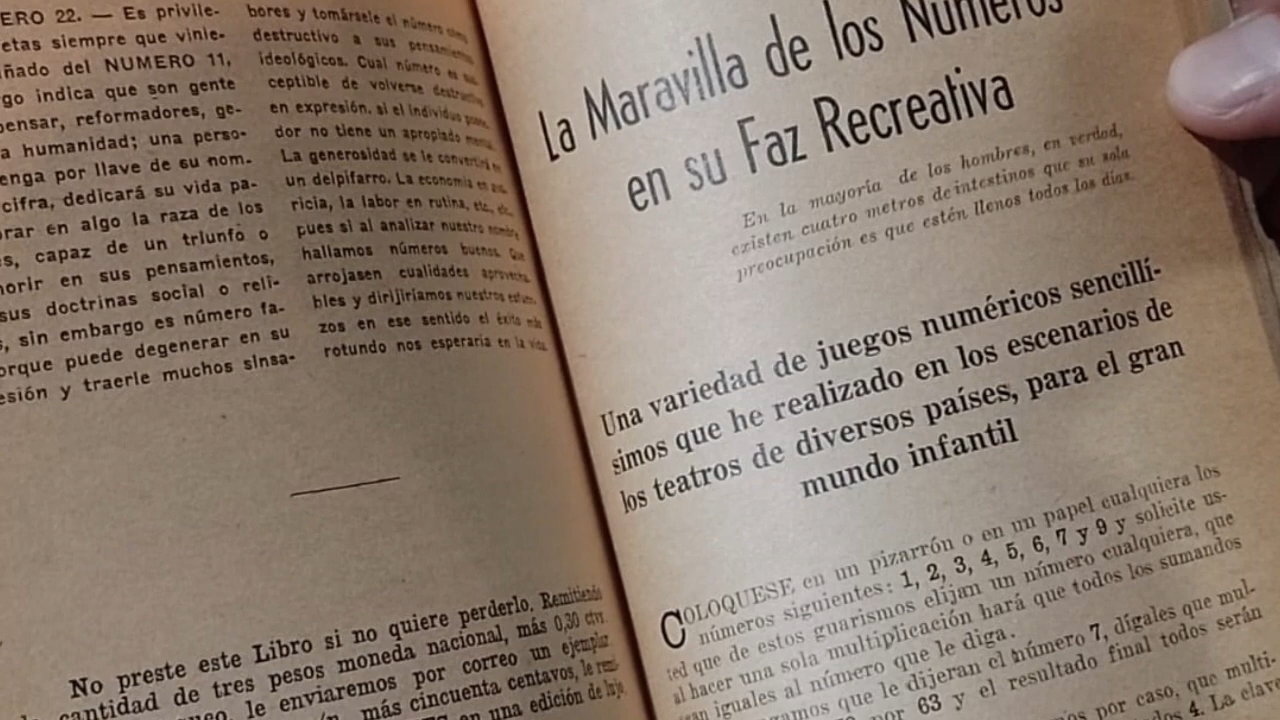 ERO 22. — Es privile-
etas siempre que vinie-
ñado del NUMERO 11,
rgo indica que son gente
pensar, reformadores, ge-
a humanidad; una perso-
enga por llave de su nom-
cifra, dedicará su vida pa-
rar en algo la raza de los
s, capaz de un triunfo o
morir en sus pensamientos,
sus doctrinas social o reli-
, sin embargo es número fa-
orque puede degenerar en su
esión y traerle muchos sinsa-
bores y tomársele el número como
destructivo a sus pensamientos
ideológicos. Cual número es sus-
ceptible de volverse destructivo
en expresión, si el individuo
dor no tiene un apropiado
La generosidad se le convertirá en
un delpifarro. La economía en ava-
ricia, la labor en rutina, etc., etc.
pues si al analizar nuestro nombre
hallamos números buenos. Que
arrojasen cualidades aprovecha-
bles y dirijiríamos nuestros esfuer-
zos en ese sentido el éxito más
rotundo nos esperaría en la vida.
No preste este Libro si no quiere perderlo. Remitiendo
la cantidad de tres pesos moneda nacional, más 0,30 ctvs.
le enviaremos por correo un ejemplar
más cincuenta centavos, le remi-
en una edición de lujo.
La Maravilla de los Números
en su Faz Recreativa
En la mayoría de los hombres, en verdad,
existen cuatro metros de intestinos que su sola
preocupación es que estén llenos todos los días.
Una variedad de juegos numéricos sencillí-
simos que he realizado en los escenarios de
los teatros de diversos países, para el gran
mundo infantil
COLOQUESE en un pizarrón o en un papel cualquiera los
números siguientes: 1, 2, 3, 4, 5, 6, 7 y 9 y solicite us-
ted que de estos guarismos elijan un número cualquiera, que
al hacer una sola multiplicación hará que todos los sumandos
sean iguales al número que le diga.
gamos que le dijeran el número 7, dígales que mul-
por 63 y el resultado final todos serán
por caso, que multi-
los 4. La clave